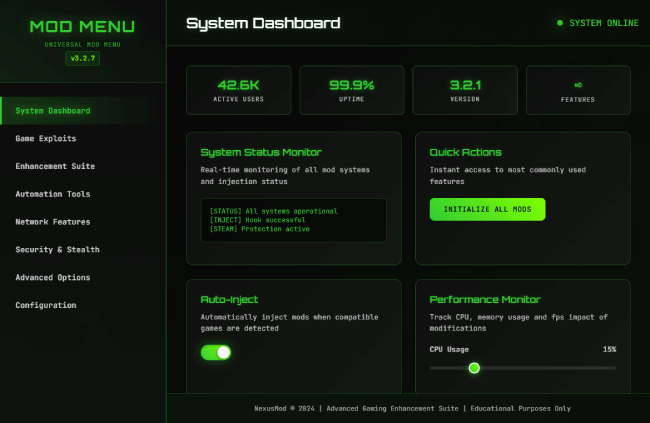 MOD MENU
UNIVERSAL MOD MENU
v3.2.7
System Dashboard
Game Exploits
Enhancement Suite
Automation Tools
Network Features
Security & Stealth
Advanced Options
Configuration
System Dashboard
SYSTEM ONLINE
42.6K
ACTIVE USERS
99.9%
UPTIME
3.2.1
VERSION
∞
FEATURES
System Status Monitor
Real-time monitoring of all mod systems
and injection status
[STATUS] All systems operational
[INJECT] Hook successful
[STEAM] Protection active
Quick Actions
Instant access to most commonly used
features
INITIALIZE ALL MODS
Auto-Inject
Automatically inject mods when compatible
games are detected
Performance Monitor
Track CPU, memory usage and fps impact of
modifications
CPU Usage 15%
NexusMod © 2024 | Advanced Gaming Enhancement Suite | Educational Purposes Only